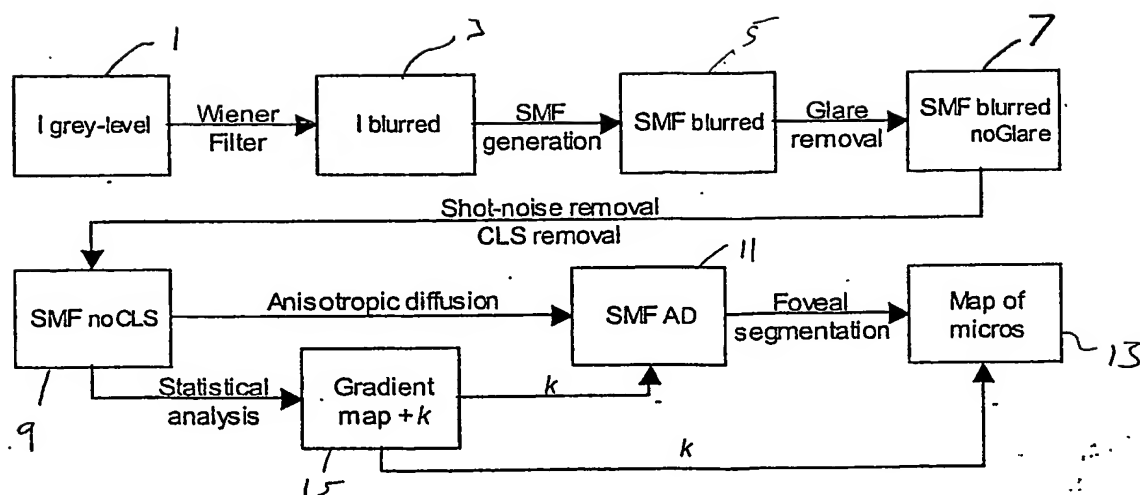 1
3
5
7
I grey-level
Wiener
Filter
I blurred
SMF
generation
SMF blurred
Glare
removal
SMF blurred
noGlare
Shot-noise removal
CLS removal
11
SMF noCLS
Anisotropic diffusion
SMF AD
Foveal
segmentation
Map of
micros
13
9
Statistical
analysis
Gradient
map + k
k
k
15